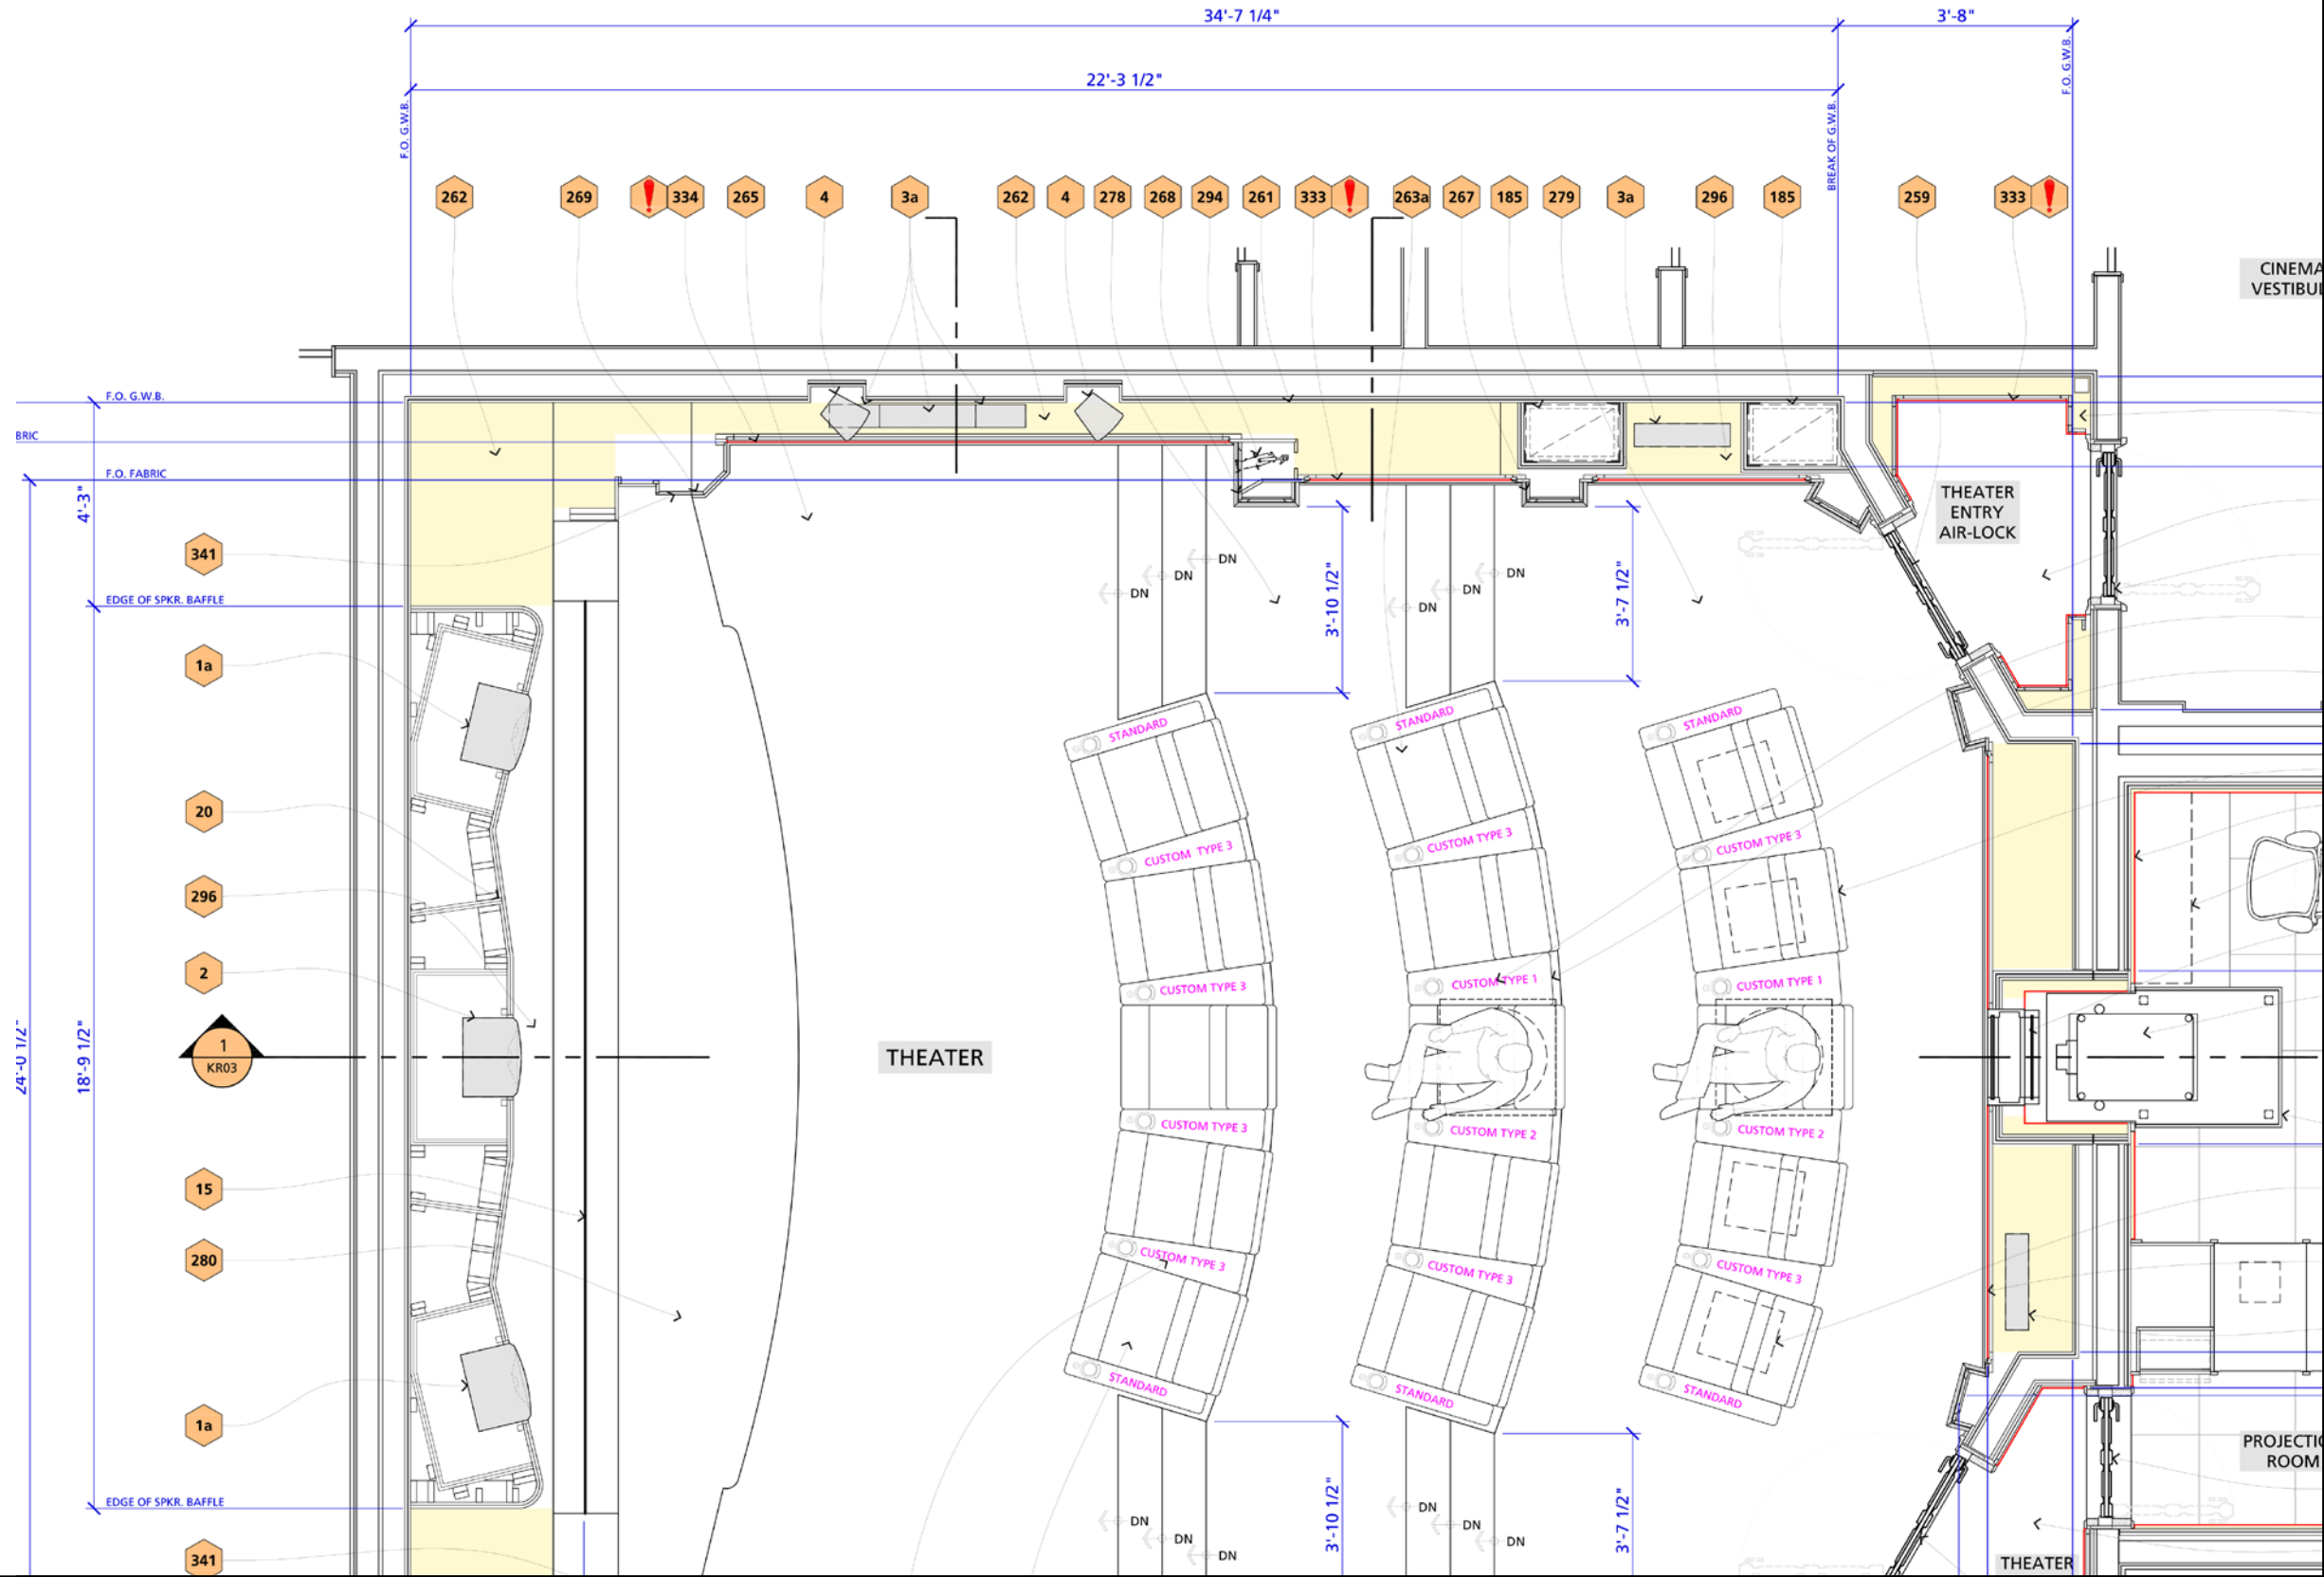 34'-7 1/4"
3'-8"
22'-3 1/2"
F.O. G.W.B.
F.O. G.W.B.
BREAK OF G.W.B.
262
269
334
265
4
3a
262
4
278
268
294
261
333
263a
267
185
279
3a
296
185
259
333
CINEMA
VESTIBUL
F.O. G.W.B.
BRIC
F.O. FABRIC
4'-3"
THEATER
ENTRY
AIR-LOCK
341
DN
DN
DN
DN
DN
DN
3'-10 1/2"
3'-7 1/2"
EDGE OF SPKR. BAFFLE
1a
STANDARD
STANDARD
STANDARD
20
CUSTOM TYPE 3
CUSTOM TYPE 3
CUSTOM TYPE 3
296
2
CUSTOM TYPE 3
CUSTOM TYPE 1
CUSTOM TYPE 1
24'-0 1/2"
18'-9 1/2"
1
KR03
THEATER
CUSTOM TYPE 3
CUSTOM TYPE 2
CUSTOM TYPE 2
15
280
CUSTOM TYPE 3
CUSTOM TYPE 3
CUSTOM TYPE 3
1a
STANDARD
STANDARD
STANDARD
PROJECTIO
ROOM
EDGE OF SPKR. BAFFLE
DN
DN
DN
3'-10 1/2"
DN
DN
DN
3'-7 1/2"
341
THEATER